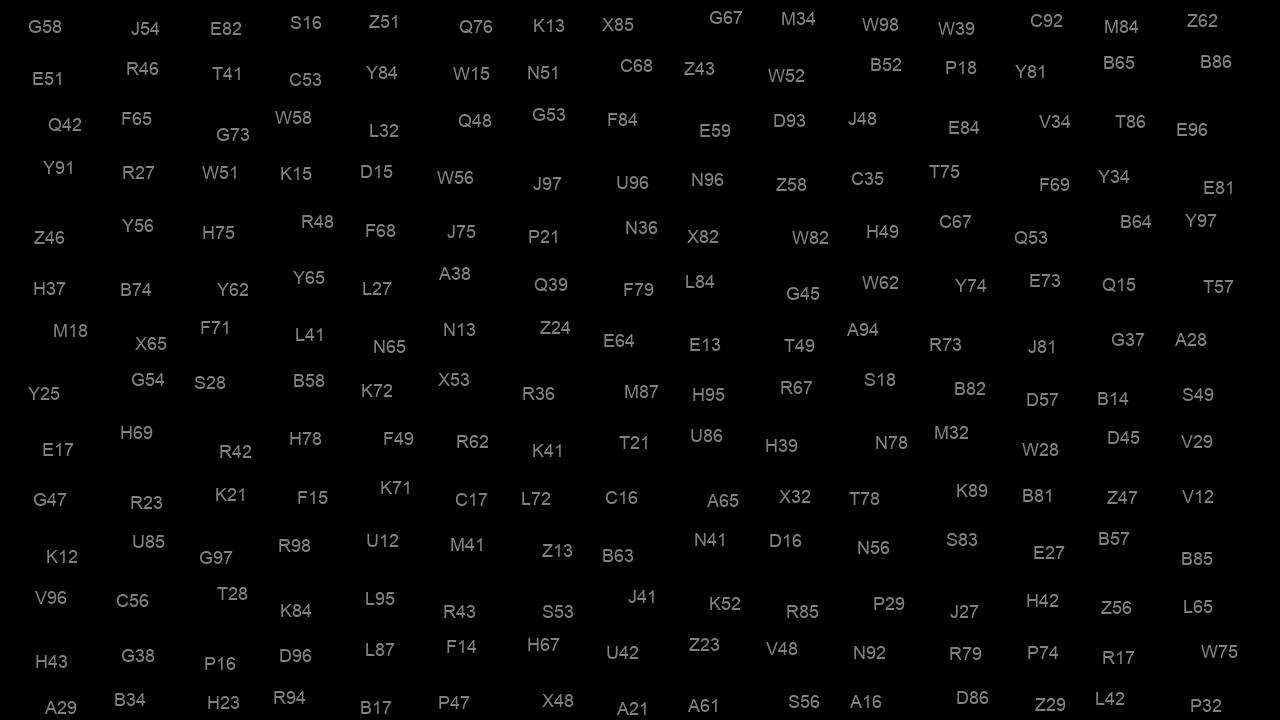 G58 J54 E82 S16 Z51 Q76 K13 X85 G67 M34 W98 W39 C92 M84 Z62
E51 R46 T41 C53 Y84 W15 N51 C68 Z43 W52 B52 P18 Y81 B65 B86
Q42 F65 G73 W58 L32 Q48 G53 F84 E59 D93 J48 E84 V34 T86 E96
Y91 R27 W51 K15 D15 W56 J97 U96 N96 Z58 C35 T75 F69 Y34 E81
Z46 Y56 H75 R48 F68 J75 P21 N36 X82 W82 H49 C67 Q53 B64 Y97
H37 B74 Y62 Y65 L27 A38 Q39 F79 L84 G45 W62 Y74 E73 Q15 T57
M18 X65 F71 L41 N65 N13 Z24 E64 E13 T49 A94 R73 J81 G37 A28
Y25 G54 S28 B58 K72 X53 R36 M87 H95 R67 S18 B82 D57 B14 S49
E17 H69 R42 H78 F49 R62 K41 T21 U86 H39 N78 M32 W28 D45 V29
G47 R23 K21 F15 K71 C17 L72 C16 A65 X32 T78 K89 B81 Z47 V12
K12 U85 G97 R98 U12 M41 Z13 B63 N41 D16 N56 S83 E27 B57 B85
V96 C56 T28 K84 L95 R43 S53 J41 K52 R85 P29 J27 H42 Z56 L65
H43 G38 P16 D96 L87 F14 H67 U42 Z23 V48 N92 R79 P74 R17 W75
A29 B34 H23 R94 B17 P47 X48 A21 A61 S56 A16 D86 Z29 L42 P32